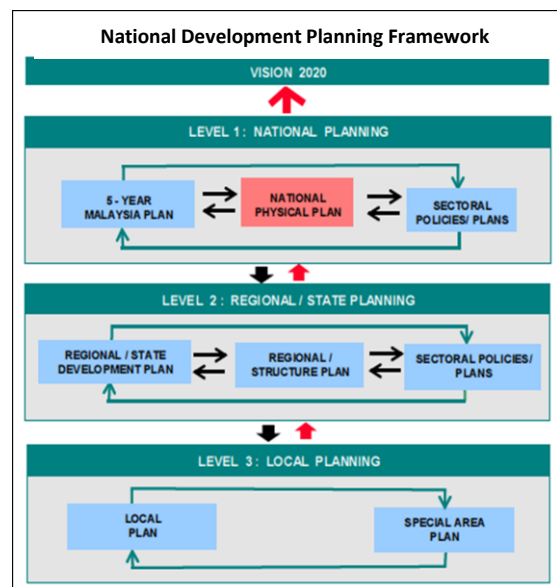 National Development Planning Framework
VISION 2020
LEVEL 1: NATIONAL PLANNING
5 - YEAR
MALAYSIA PLAN
NATIONAL
PHYSICAL PLAN
SECTORAL
POLICIES/ PLANS
LEVEL 2: REGIONAL / STATE PLANNING
REGIONAL / STATE
DEVELOPMENT PLAN
REGIONAL /
STRUCTURE PLAN
SECTORAL POLICIES/
PLANS
LEVEL 3: LOCAL PLANNING
LOCAL
PLAN
SPECIAL AREA
PLAN